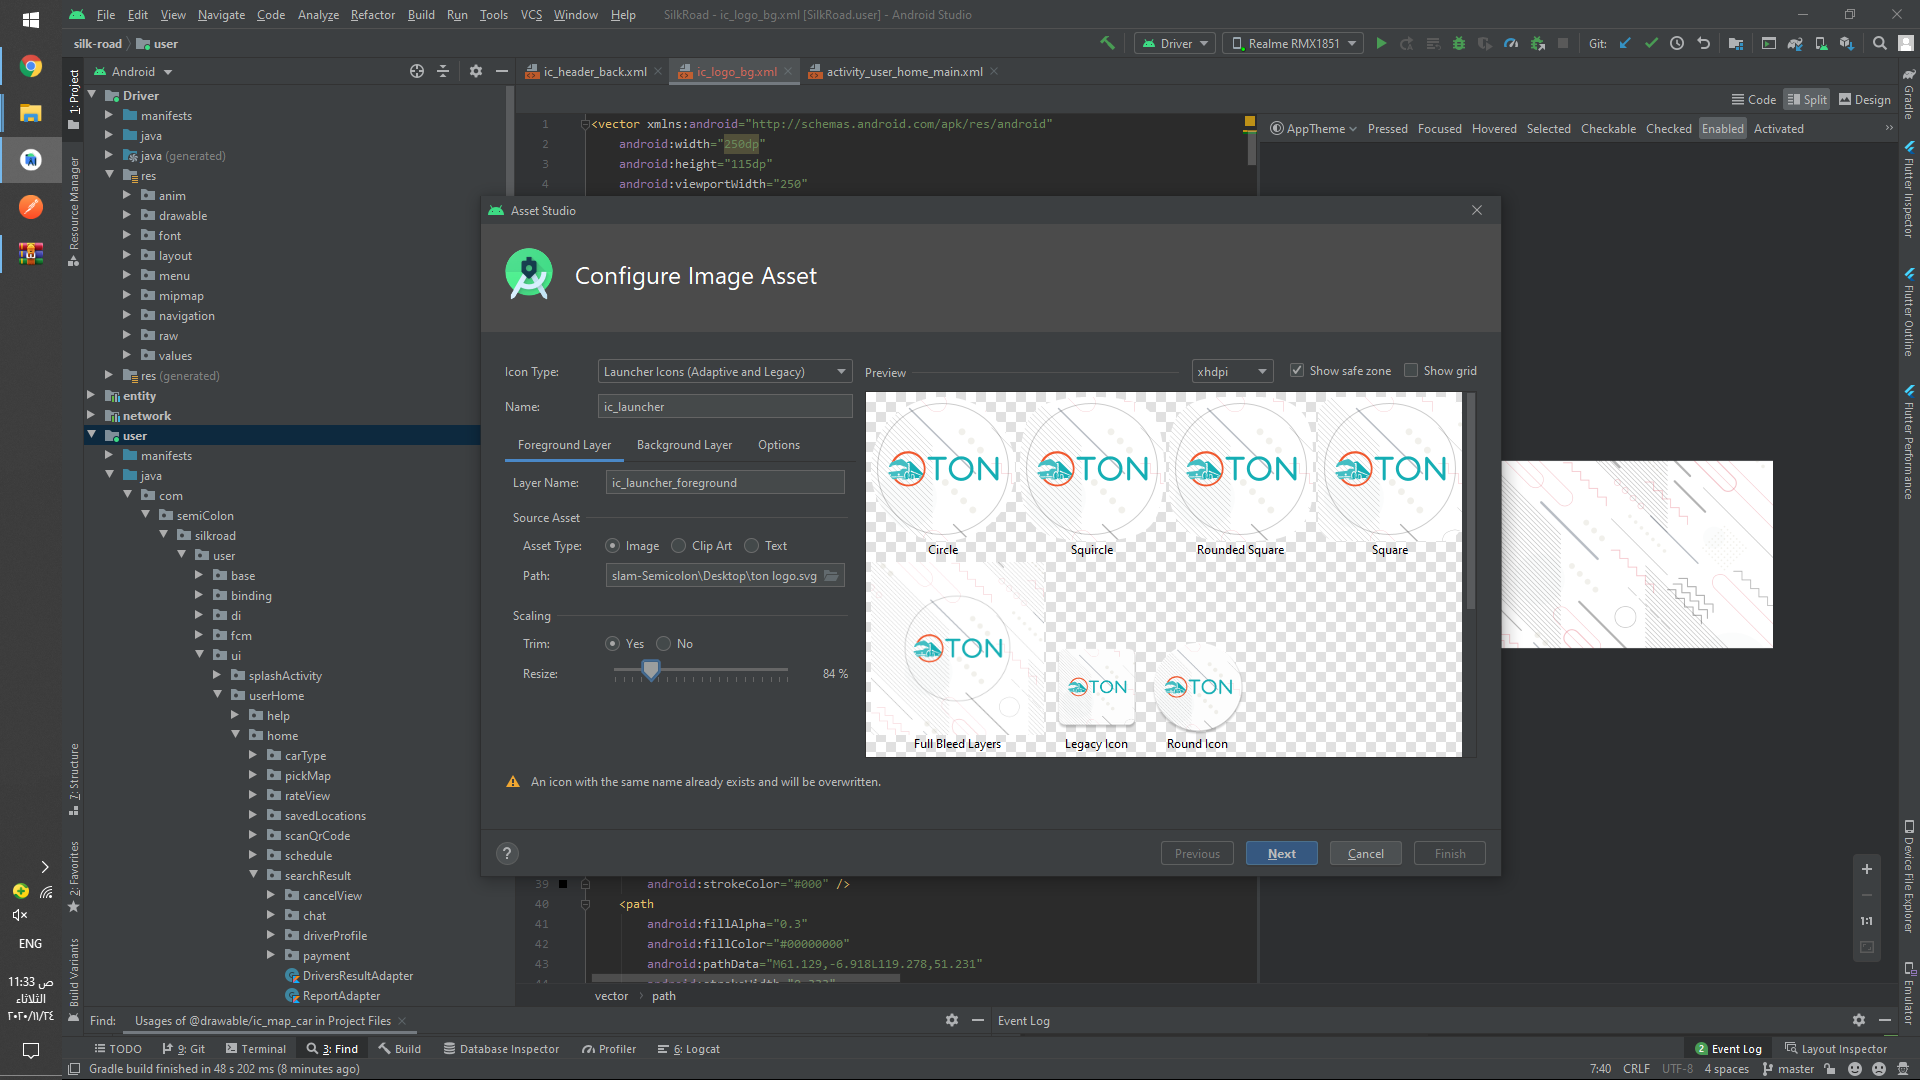 File Edit View Navigate Code Analyze Refactor Build Run Tools VCS Window Help SilkRoad - ic_logo_bg.xml [SilkRoad.user] - Android Studio
silk-road user Driver Realme RMX1851 Git:
1: Project
Resource Manager
7: Structure
2: Favorites
Build Variants
Android
Driver
manifests
java
java (generated)
res
anim
drawable
font
layout
menu
mipmap
navigation
raw
values
res (generated)
entity
network
user
manifests
java
com
semiColon
silkroad
user
base
binding
di
fcm
ui
splashActivity
userHome
help
home
carType
pickMap
rateView
savedLocations
scanQrCode
schedule
searchResult
cancelView
chat
driverProfile
payment
DriversResultAdapter
ReportAdapter
ic_header_back.xml ic_logo_bg.xml activity_user_home_main.xml
Code Split Design
1 <vector xmlns:android="http://schemas.android.com/apk/res/android"
2 android:width="250dp"
3 android:height="115dp"
4 android:viewportWidth="250"
AppTheme Pressed Focused Hovered Selected Checkable Checked Enabled Activated
Asset Studio
Configure Image Asset
Icon Type: Launcher Icons (Adaptive and Legacy)
Name: ic_launcher
Foreground Layer Background Layer Options
Layer Name: ic_launcher_foreground
Source Asset
Asset Type: Image Clip Art Text
Path: slam-Semicolon\Desktop\ton logo.svg
Scaling
Trim: Yes No
Resize: 84 %
Preview xhdpi Show safe zone Show grid
TON TON TON TON
Circle Squircle Rounded Square Square
TON TON TON
Full Bleed Layers Legacy Icon Round Icon
An icon with the same name already exists and will be overwritten.
? Previous Next Cancel Finish
39 android:strokeColor="#000" />
40 <path
41 android:fillAlpha="0.3"
42 android:fillColor="#00000000"
43 android:pathData="M61.129,-6.918L119.278,51.231"
vector path
1:1
Gradle
Flutter Inspector
Flutter Outline
Flutter Performance
Device File Explorer
Emulator
Find: Usages of @drawable/ic_map_car in Project Files Event Log
TODO 9: Git Terminal 3: Find Build Database Inspector Profiler 6: Logcat 2 Event Log Layout Inspector
Gradle build finished in 48 s 202 ms (8 minutes ago) 7:40 CRLF UTF-8 4 spaces master
ENG
11:33 ص
الثلاثاء
٢٠٢٠/١١/٢٤